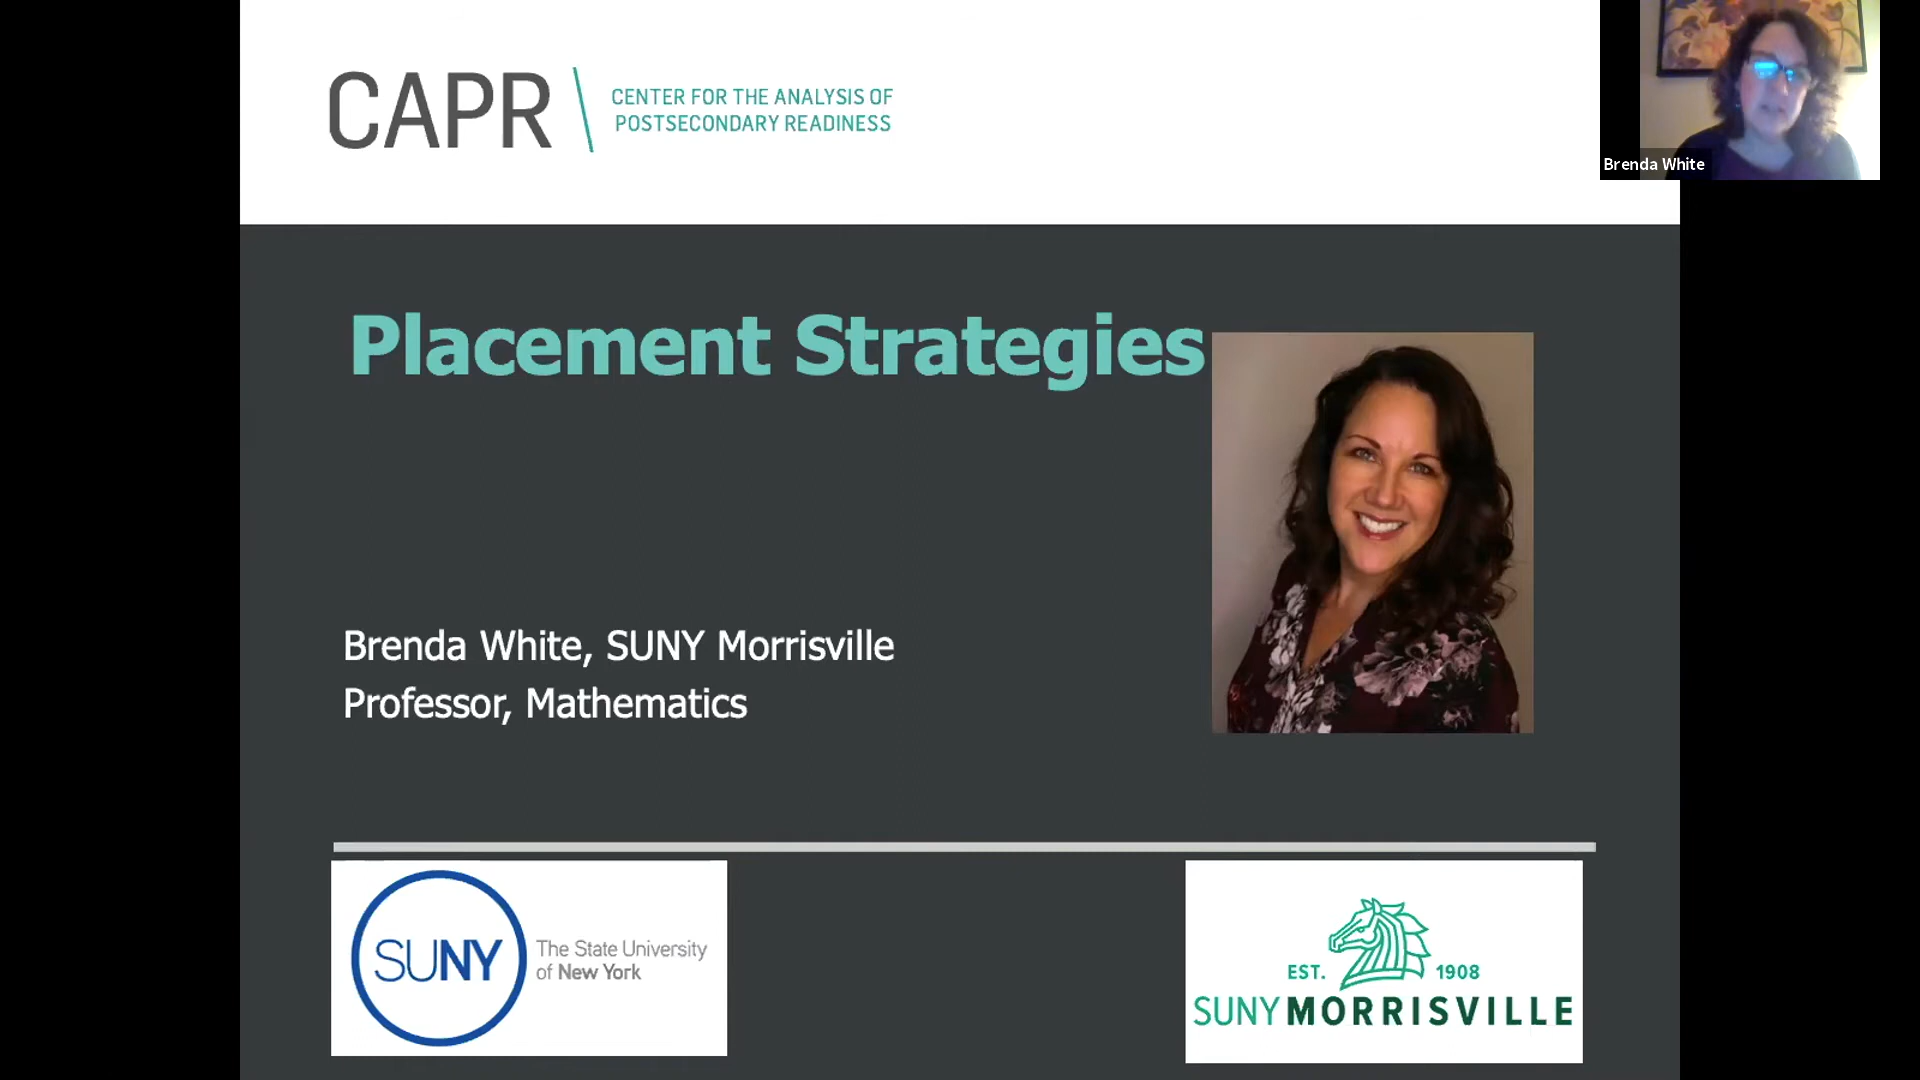 CAPR
CENTER FOR THE ANALYSIS OF
POSTSECONDARY READINESS
Brenda White
Placement Strategies
Brenda White, SUNY Morrisville
Professor, Mathematics
SUNY
The State University
of New York
EST. 1908
SUNY MORRISVILLE